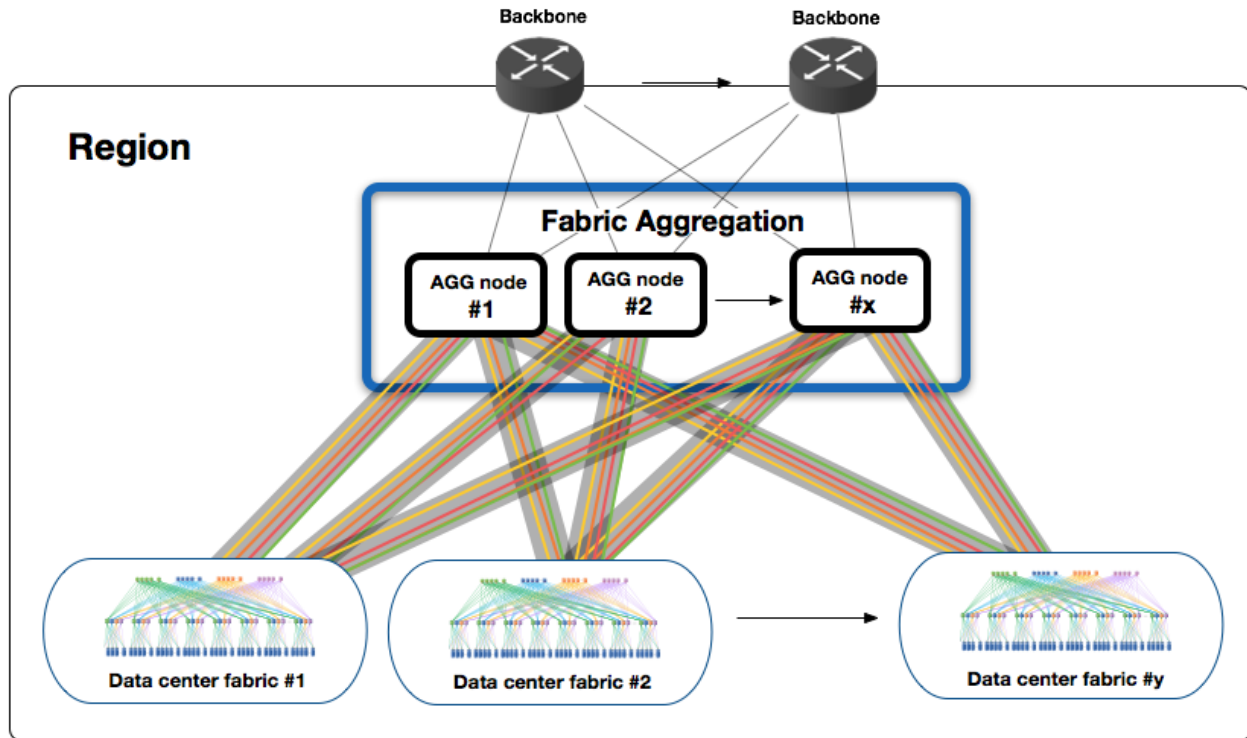 Backbone
Backbone
Region
Fabric Aggregation
AGG node
#1
AGG node
#2
AGG node
#x
Data center fabric #1
Data center fabric #2
Data center fabric #y